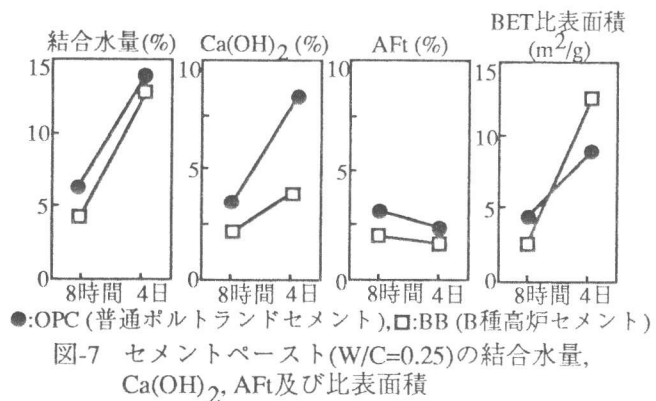 結合水量(%)
Ca(OH)2 (%)
AFt (%)
BET比表面積
(m2/g)
15
10
5
0
8時間 4日
10
5
0
8時間 4日
10
5
0
8時間 4日
15
10
5
0
8時間 4日
●:OPC (普通ポルトランドセメント),□:BB (B種高炉セメント)
図-7 セメントペースト(W/C=0.25)の結合水量,
Ca(OH)2, AFt及び比表面積